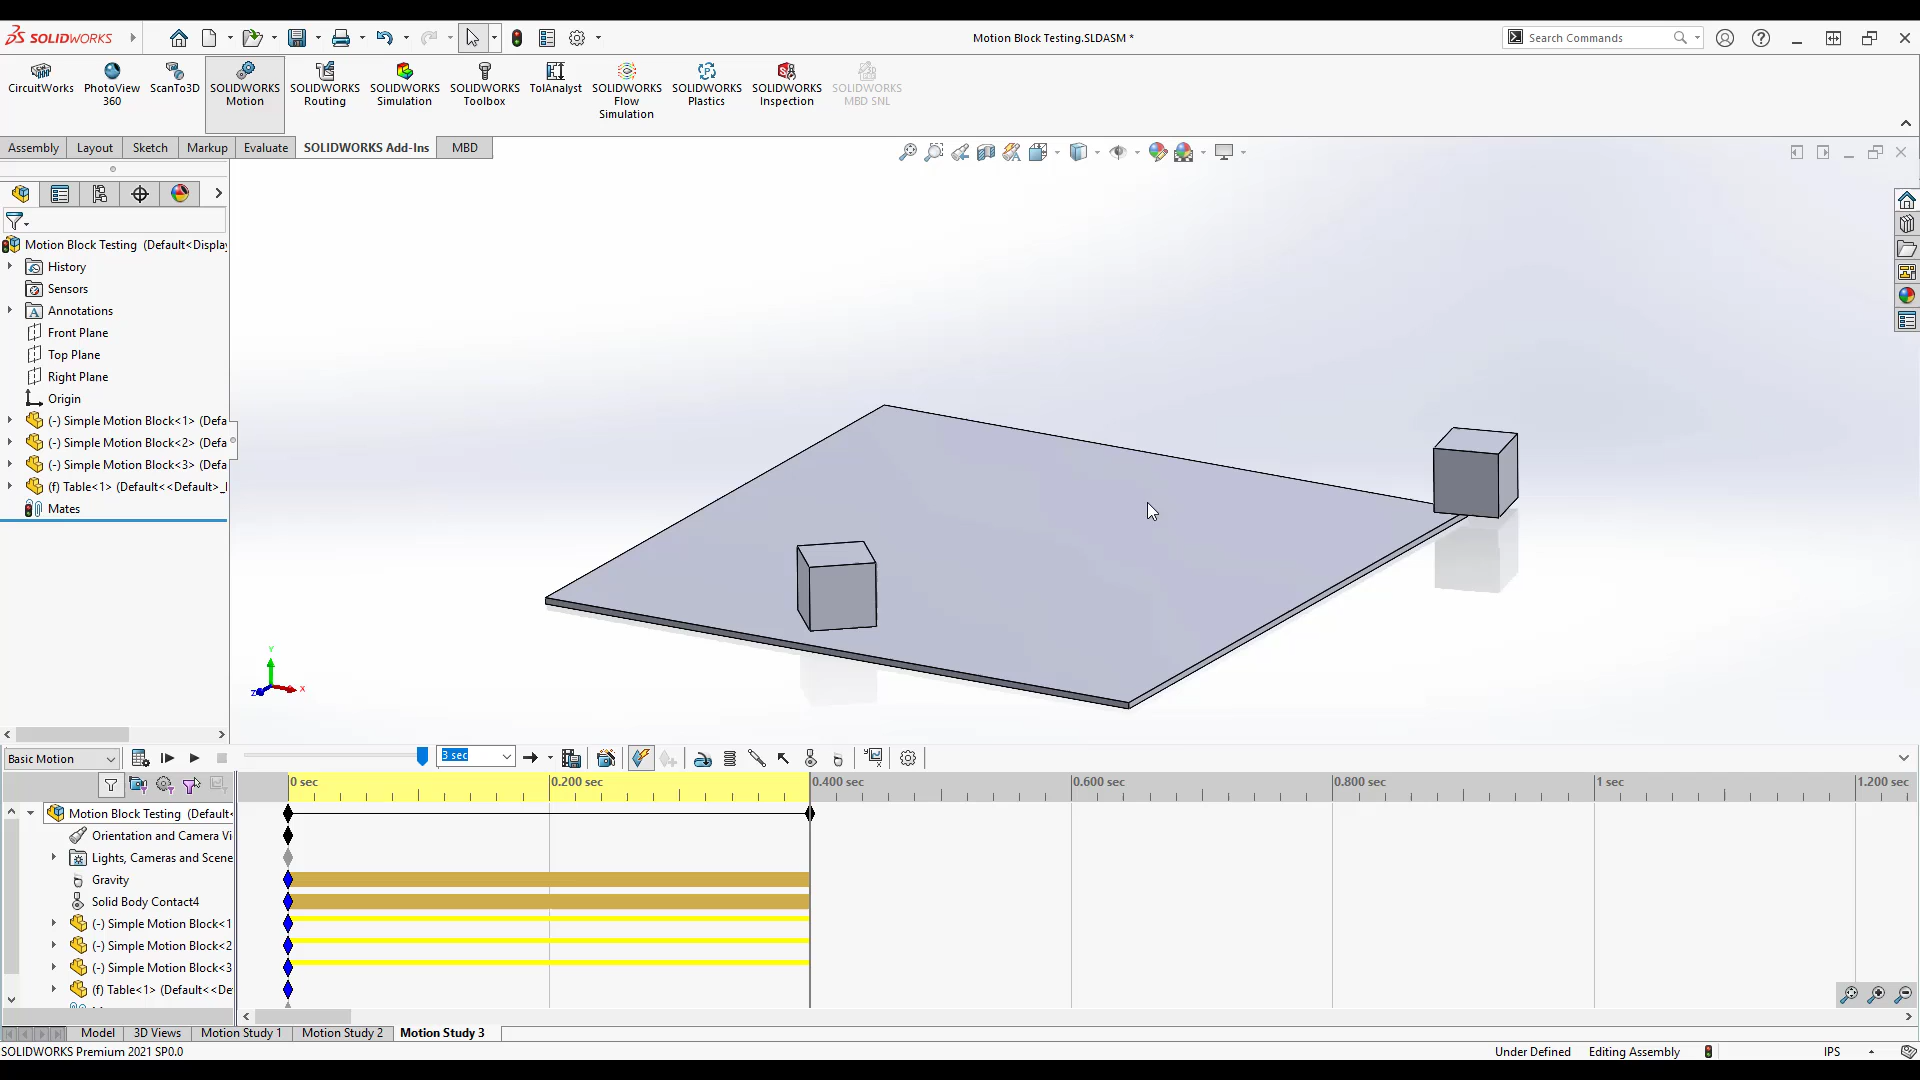 SOLIDWORKS
Motion Block Testing.SLDASM *
Search Commands
CircuitWorks
PhotoView
360
ScanTo3D
SOLIDWORKS
Motion
SOLIDWORKS
Routing
SOLIDWORKS
Simulation
SOLIDWORKS
Toolbox
TolAnalyst
SOLIDWORKS
Flow
Simulation
SOLIDWORKS
Plastics
SOLIDWORKS
Inspection
SOLIDWORKS
MBD SNL
Assembly
Layout
Sketch
Markup
Evaluate
SOLIDWORKS Add-Ins
MBD
Motion Block Testing (Default<Display
History
Sensors
Annotations
Front Plane
Top Plane
Right Plane
Origin
(-) Simple Motion Block<1> (Defa
(-) Simple Motion Block<2> (Defa
(-) Simple Motion Block<3> (Defa
(f) Table<1> (Default<<Default>_
Mates
Y
X
Z
Basic Motion
3 sec
0 sec
0.200 sec
0.400 sec
0.600 sec
0.800 sec
1 sec
1.200 sec
Motion Block Testing (Default<
Orientation and Camera Vi
Lights, Cameras and Scene
Gravity
Solid Body Contact4
(-) Simple Motion Block<1
(-) Simple Motion Block<2
(-) Simple Motion Block<3
(f) Table<1> (Default<<De
Model
3D Views
Motion Study 1
Motion Study 2
Motion Study 3
SOLIDWORKS Premium 2021 SP0.0
Under Defined
Editing Assembly
IPS